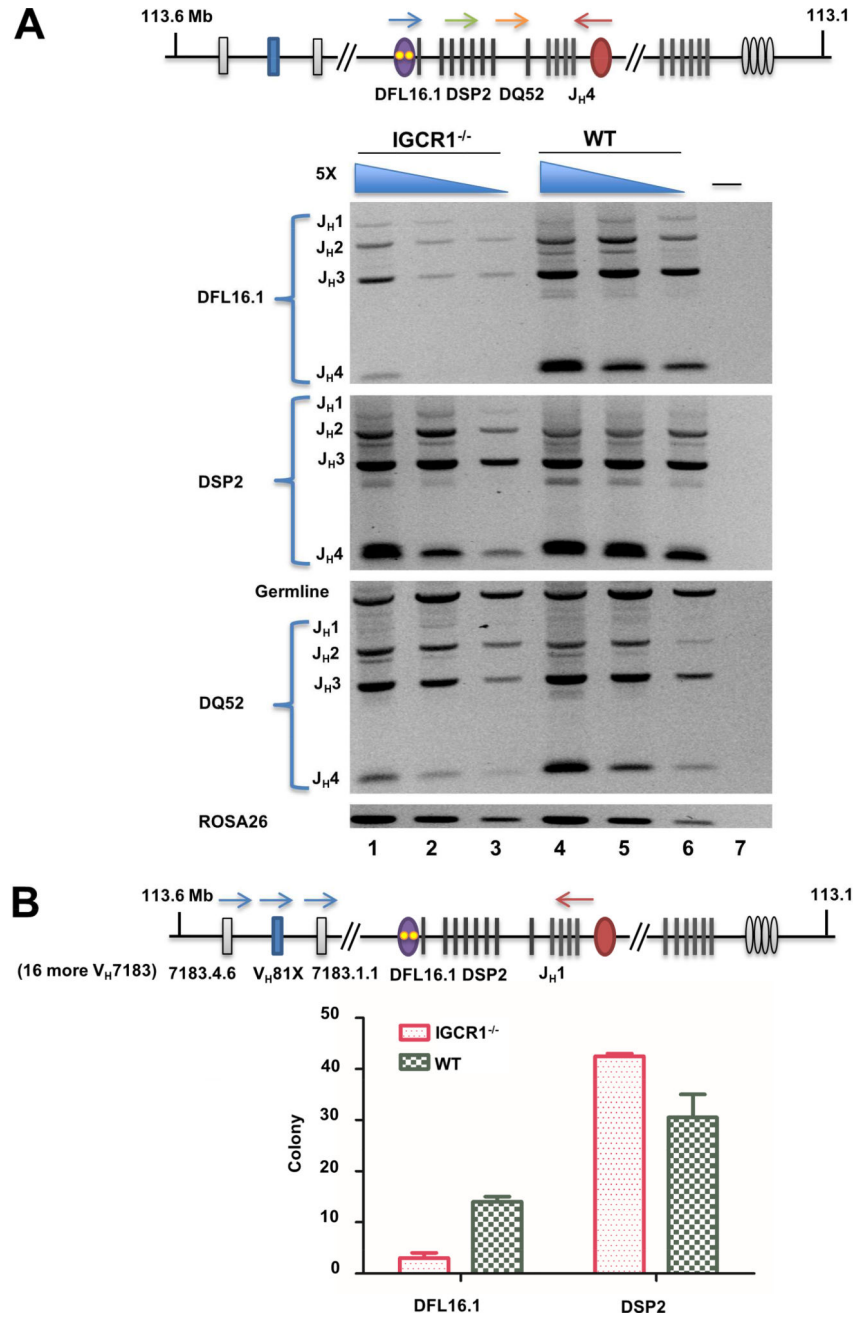 A
113.6 Mb
113.1
DFL16.1 DSP2 DQ52 JH4
IGCR1-/- WT
5X
DFL16.1
JH1
JH2
JH3
JH4
DSP2
JH1
JH2
JH3
JH4
Germline
DQ52
JH1
JH2
JH3
JH4
ROSA26
1 2 3 4 5 6 7
B
113.6 Mb
113.1
(16 more VH7183) 7183.4.6 VH81X 7183.1.1 DFL16.1 DSP2 JH1
50
40
30
20
10
0
Colony
IGCR1-/-
WT
DFL16.1 DSP2